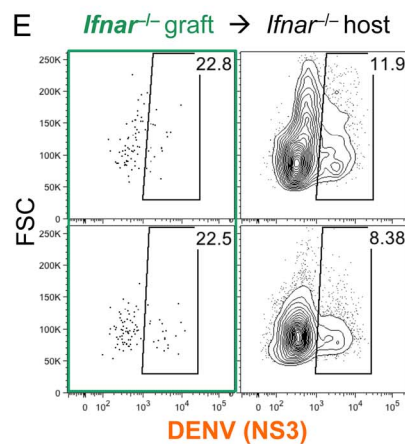 E
Ifnar–/– graft → Ifnar–/– host
22.8
11.9
250K
200K
150K
100K
50K
0
22.5
8.38
250K
200K
150K
100K
50K
0
FSC
0 10² 10³ 10⁴ 10⁵ 0 10² 10³ 10⁴ 10⁵
DENV (NS3)